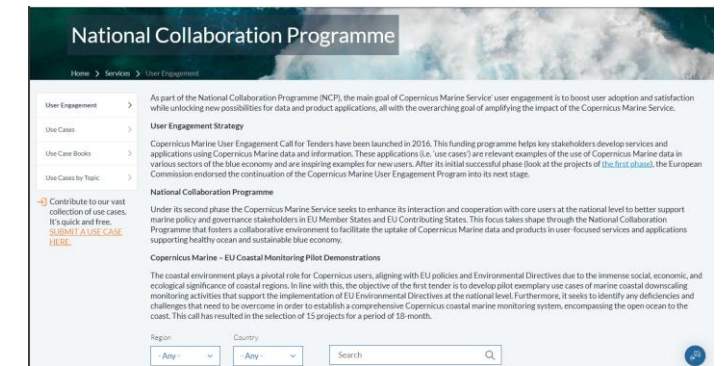 National Collaboration Programme
Home > Services > User Engagement
User Engagement >
Use Cases >
Use Case Books >
Use Cases by Topic >
Contribute to our vast
collection of use cases.
It's quick and free.
SUBMIT A USE CASE
HERE.
As part of the National Collaboration Programme (NCP), the main goal of Copernicus Marine Service' user engagement is to boost user adoption and satisfaction
while unlocking new possibilities for data and product applications, all with the overarching goal of amplifying the impact of the Copernicus Marine Service.
User Engagement Strategy
Copernicus Marine User Engagement Call for Tenders have been launched in 2016. This funding programme helps key stakeholders develop services and
applications using Copernicus Marine data and information. These applications (i.e. 'use cases') are relevant examples of the use of Copernicus Marine data in
various sectors of the blue economy and are inspiring examples for new users. After its initial successful phase (look at the projects of the first phase), the European
Commission endorsed the continuation of the Copernicus Marine User Engagement Program into its next stage.
National Collaboration Programme
Under its second phase the Copernicus Marine Service seeks to enhance its interaction and cooperation with core users at the national level to better support
marine policy and governance stakeholders in EU Member States and EU Contributing States. This focus takes shape through the National Collaboration
Programme that fosters a collaborative environment to facilitate the uptake of Copernicus Marine data and products in user-focused services and applications
supporting healthy ocean and sustainable blue economy.
Copernicus Marine – EU Coastal Monitoring Pilot Demonstrations
The coastal environment plays a pivotal role for Copernicus users, aligning with EU policies and Environmental Directives due to the immense social, economic, and
ecological significance of coastal regions. In line with this, the objective of the first tender is to develop pilot exemplary use cases of marine coastal downscaling
monitoring activities that support the implementation of EU Environmental Directives at the national level. Furthermore, it seeks to identify any deficiencies and
challenges that need to be overcome in order to establish a comprehensive Copernicus coastal marine monitoring system, encompassing the open ocean to the
coast. This call has resulted in the selection of 15 projects for a period of 18-month.
Region Country
- Any - - Any - Search